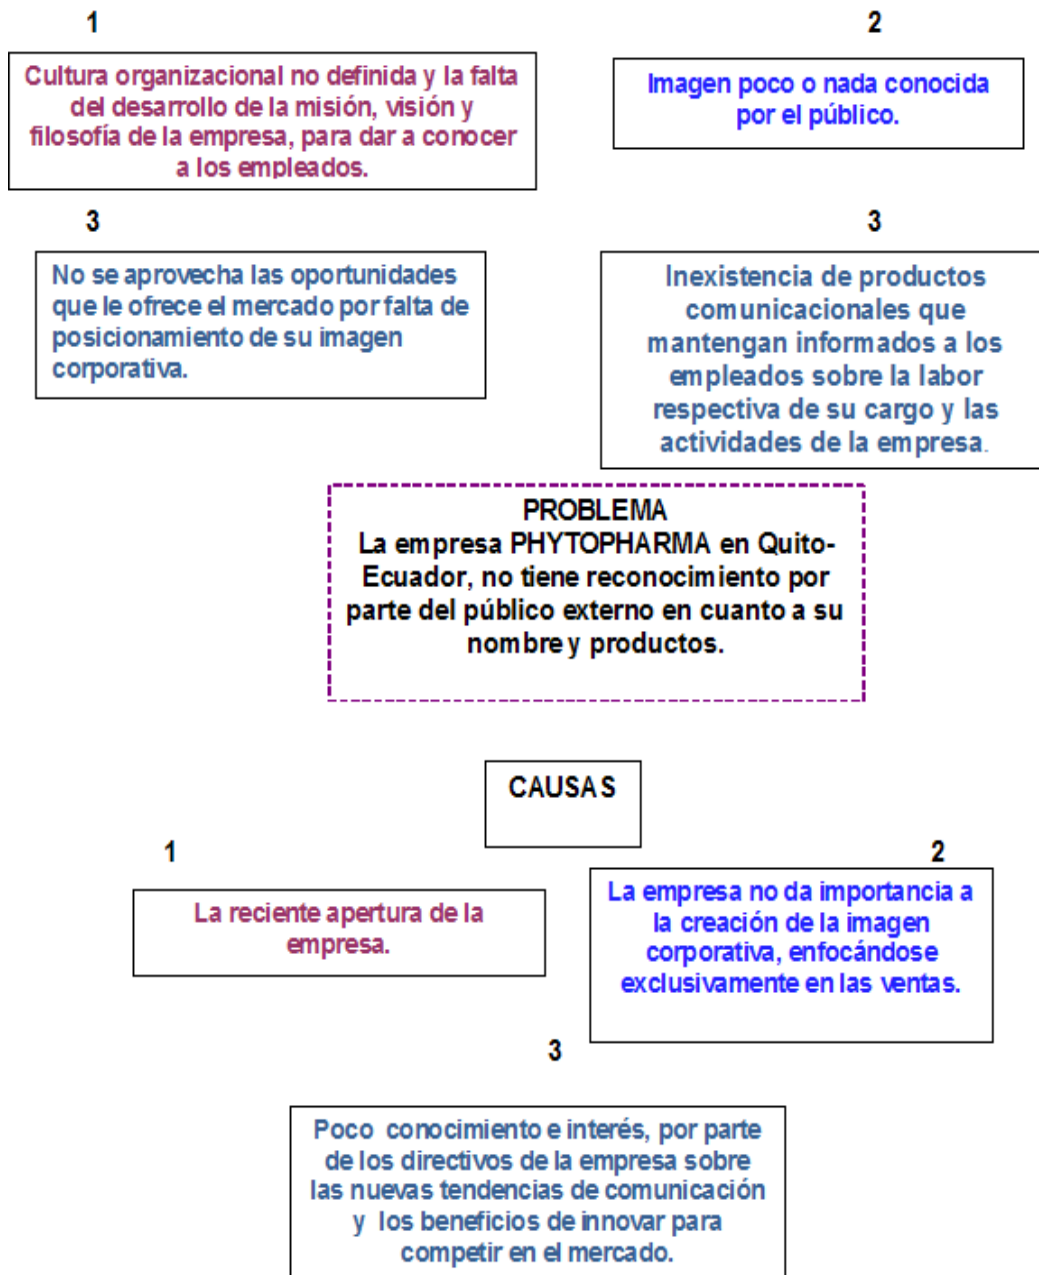 1
Cultura organizacional no definida y la falta
del desarrollo de la misión, visión y
filosofía de la empresa, para dar a conocer
a los empleados.
2
Imagen poco o nada conocida
por el público.
3
No se aprovecha las oportunidades
que le ofrece el mercado por falta de
posicionamiento de su imagen
corporativa.
3
Inexistencia de productos
comunicacionales que
mantengan informados a los
empleados sobre la labor
respectiva de su cargo y las
actividades de la empresa.
PROBLEMA
La empresa PHYTOPHARMA en Quito-
Ecuador, no tiene reconocimiento por
parte del público externo en cuanto a su
nombre y productos.
CAUSAS
1
La reciente apertura de la
empresa.
2
La empresa no da importancia a
la creación de la imagen
corporativa, enfocándose
exclusivamente en las ventas.
3
Poco conocimiento e interés, por parte
de los directivos de la empresa sobre
las nuevas tendencias de comunicación
y los beneficios de innovar para
competir en el mercado.